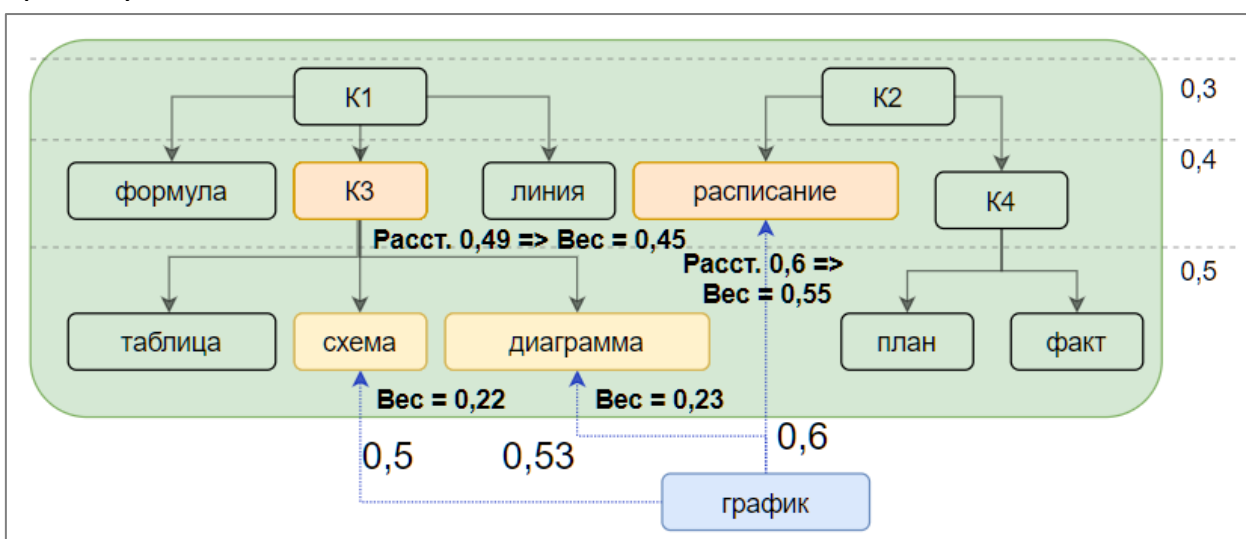 К1
К2
0,3
0,4
формула
К3
линия
расписание
К4
Расст. 0,49 => Вес = 0,45
Расст. 0,6 =>
Вес = 0,55
0,5
таблица
схема
диаграмма
план
факт
Вес = 0,22
Вес = 0,23
0,5
0,53
0,6
график